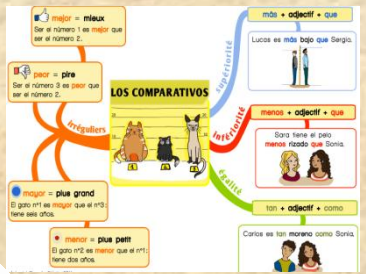 mejor = mieux
Ser el número 1 es mejor que
ser el número 2.
peor = pire
Ser el número 3 es peor que
ser el número 2.
irréguliers
mayor = plus grand
El gato nº1 es mayor que el nº3:
tiene seis años.
menor = plus petit
El gato nº2 es menor que el nº1:
tiene dos años.
LOS COMPARATIVOS
supériorité
más + adjectif + que
Lucas es más bajo que Sergio.
infériorité
menos + adjectif + que
Sara tiene el pelo
menos rizado que Sonia.
égalité
tan + adjectif + como
Carlos es tan moreno como Sonia.